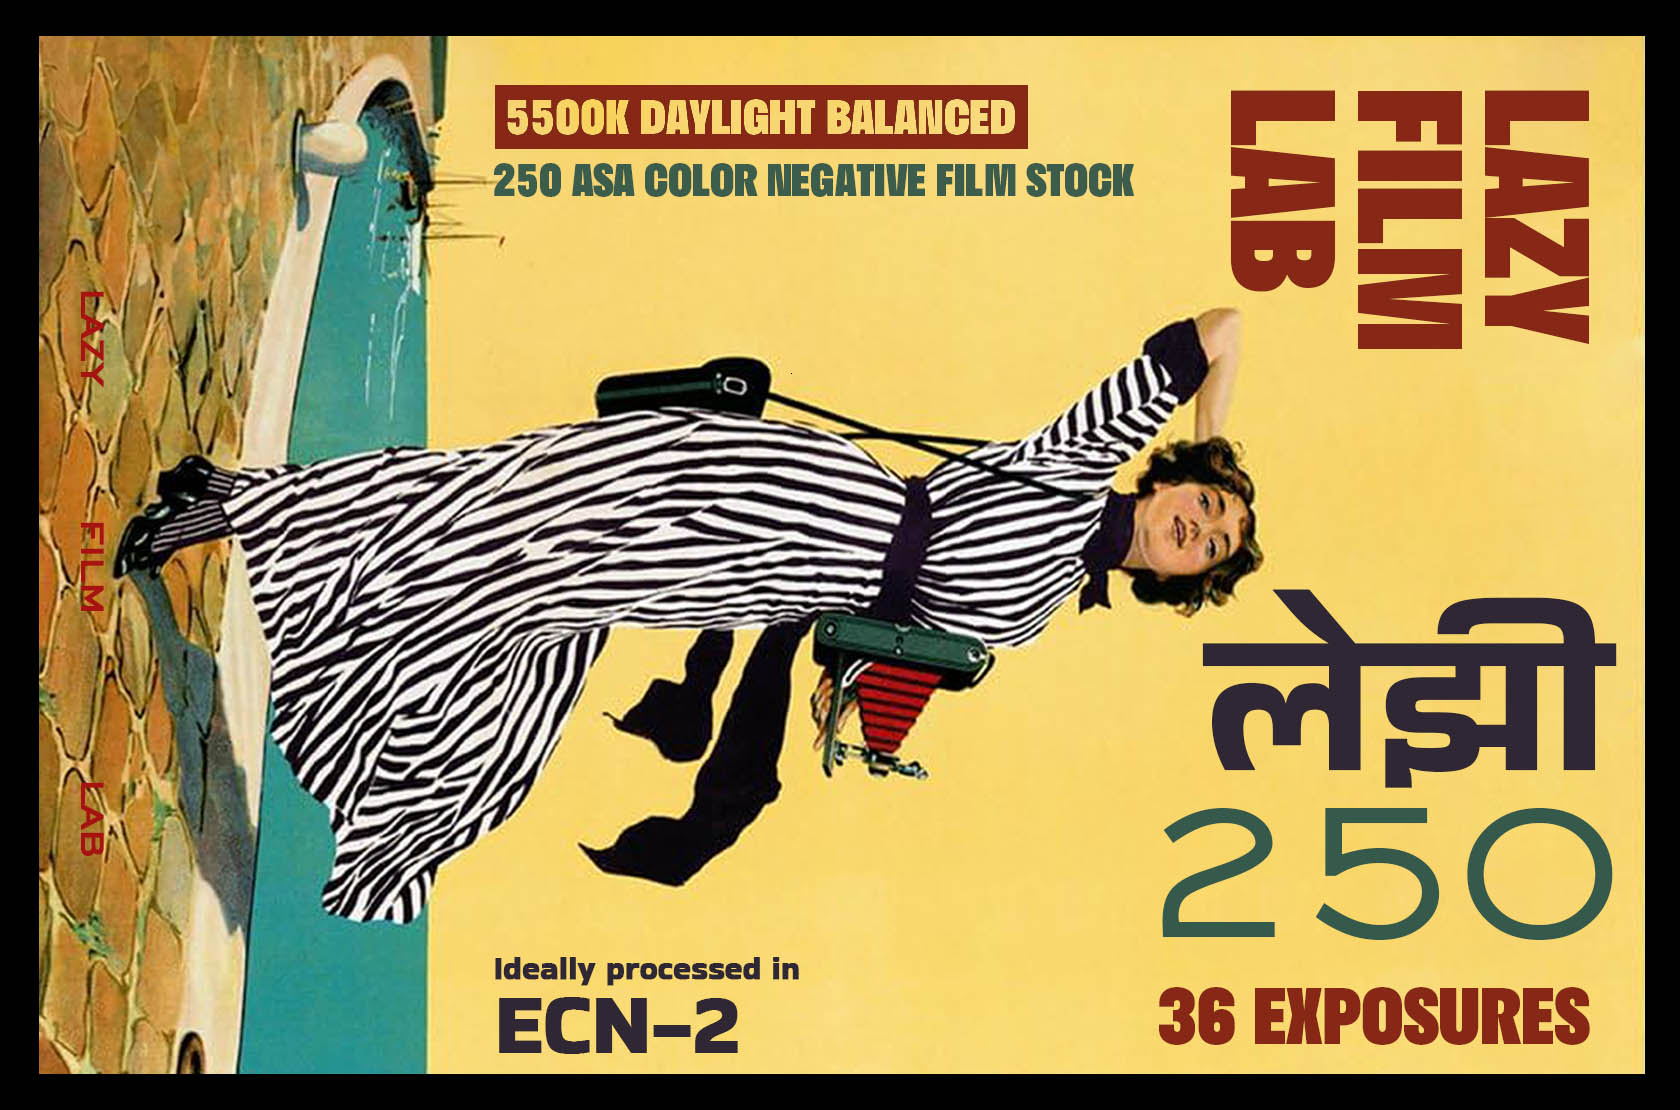 5500K DAYLIGHT BALANCED
250 ASA COLOR NEGATIVE FILM STOCK
LAZY
FILM
LAB
LAZY FILM LAB
लेझी
250
36 EXPOSURES
Ideally processed in
ECN-2